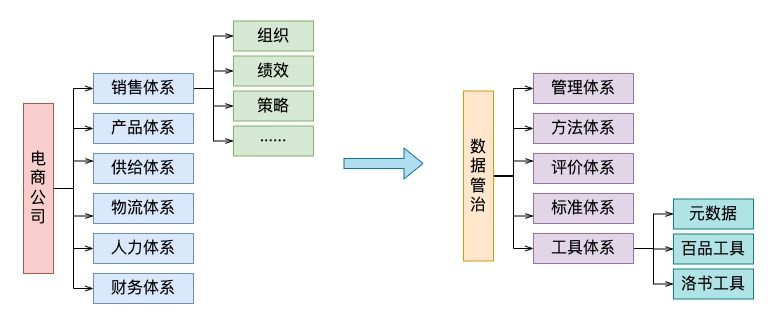 电商公司
销售体系
产品体系
供给体系
物流体系
人力体系
财务体系
组织
绩效
策略
......
数据管治
管理体系
方法体系
评价体系
标准体系
工具体系
元数据
百品工具
洛书工具